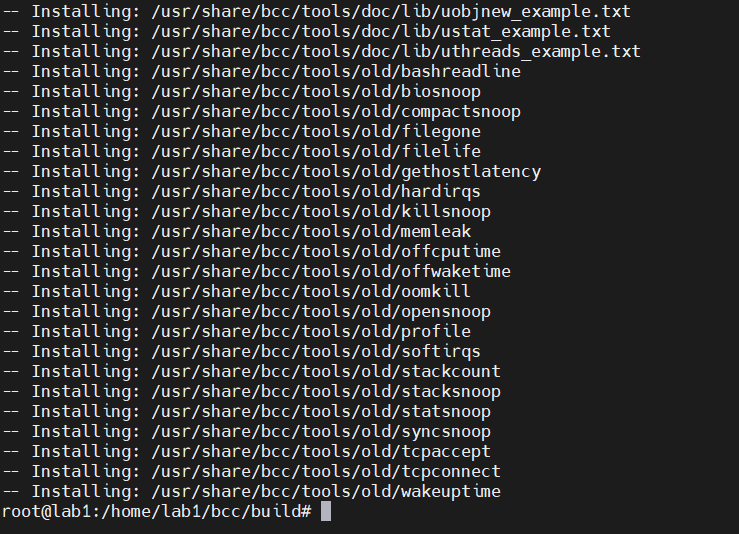 -- Installing: /usr/share/bcc/tools/doc/lib/uobjnew_example.txt
-- Installing: /usr/share/bcc/tools/doc/lib/ustat_example.txt
-- Installing: /usr/share/bcc/tools/doc/lib/uthreads_example.txt
-- Installing: /usr/share/bcc/tools/old/bashreadline
-- Installing: /usr/share/bcc/tools/old/biosnoop
-- Installing: /usr/share/bcc/tools/old/compactsnoop
-- Installing: /usr/share/bcc/tools/old/filegone
-- Installing: /usr/share/bcc/tools/old/filelife
-- Installing: /usr/share/bcc/tools/old/gethostlatency
-- Installing: /usr/share/bcc/tools/old/hardirqs
-- Installing: /usr/share/bcc/tools/old/killsnoop
-- Installing: /usr/share/bcc/tools/old/memleak
-- Installing: /usr/share/bcc/tools/old/offcputime
-- Installing: /usr/share/bcc/tools/old/offwaketime
-- Installing: /usr/share/bcc/tools/old/oomkill
-- Installing: /usr/share/bcc/tools/old/opensnoop
-- Installing: /usr/share/bcc/tools/old/profile
-- Installing: /usr/share/bcc/tools/old/softirqs
-- Installing: /usr/share/bcc/tools/old/stackcount
-- Installing: /usr/share/bcc/tools/old/stacksnoop
-- Installing: /usr/share/bcc/tools/old/statsnoop
-- Installing: /usr/share/bcc/tools/old/syncsnoop
-- Installing: /usr/share/bcc/tools/old/tcpaccept
-- Installing: /usr/share/bcc/tools/old/tcpconnect
-- Installing: /usr/share/bcc/tools/old/wakeuptime
root@lab1:/home/lab1/bcc/build#